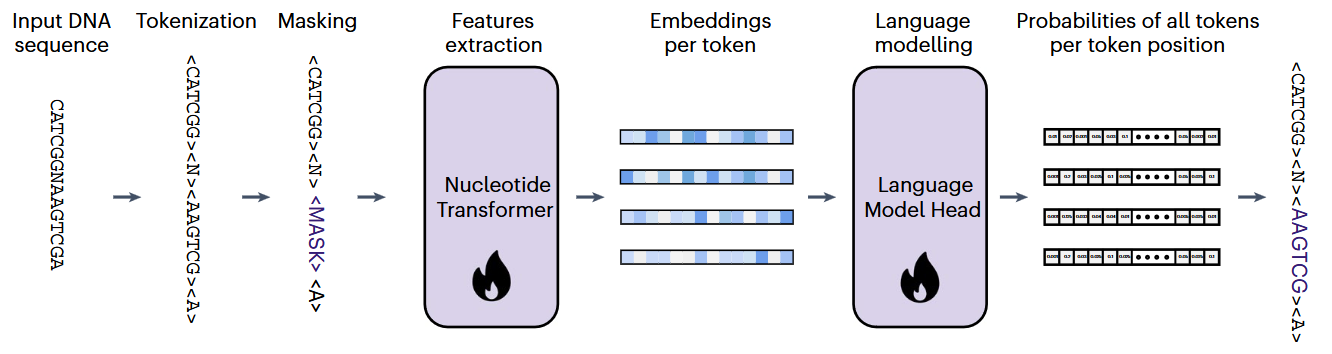 Input DNA
sequence
Tokenization
Masking
Features
extraction
Embeddings
per token
Language
modelling
Probabilities of all tokens
per token position
CATCGGNAAGTCGA
<CATCGG><N><AAGTCG><A>
<CATCGG><N> <MASK> <A>
Nucleotide
Transformer
Language
Model Head
<CATCGG><N>AAGTCG><A>